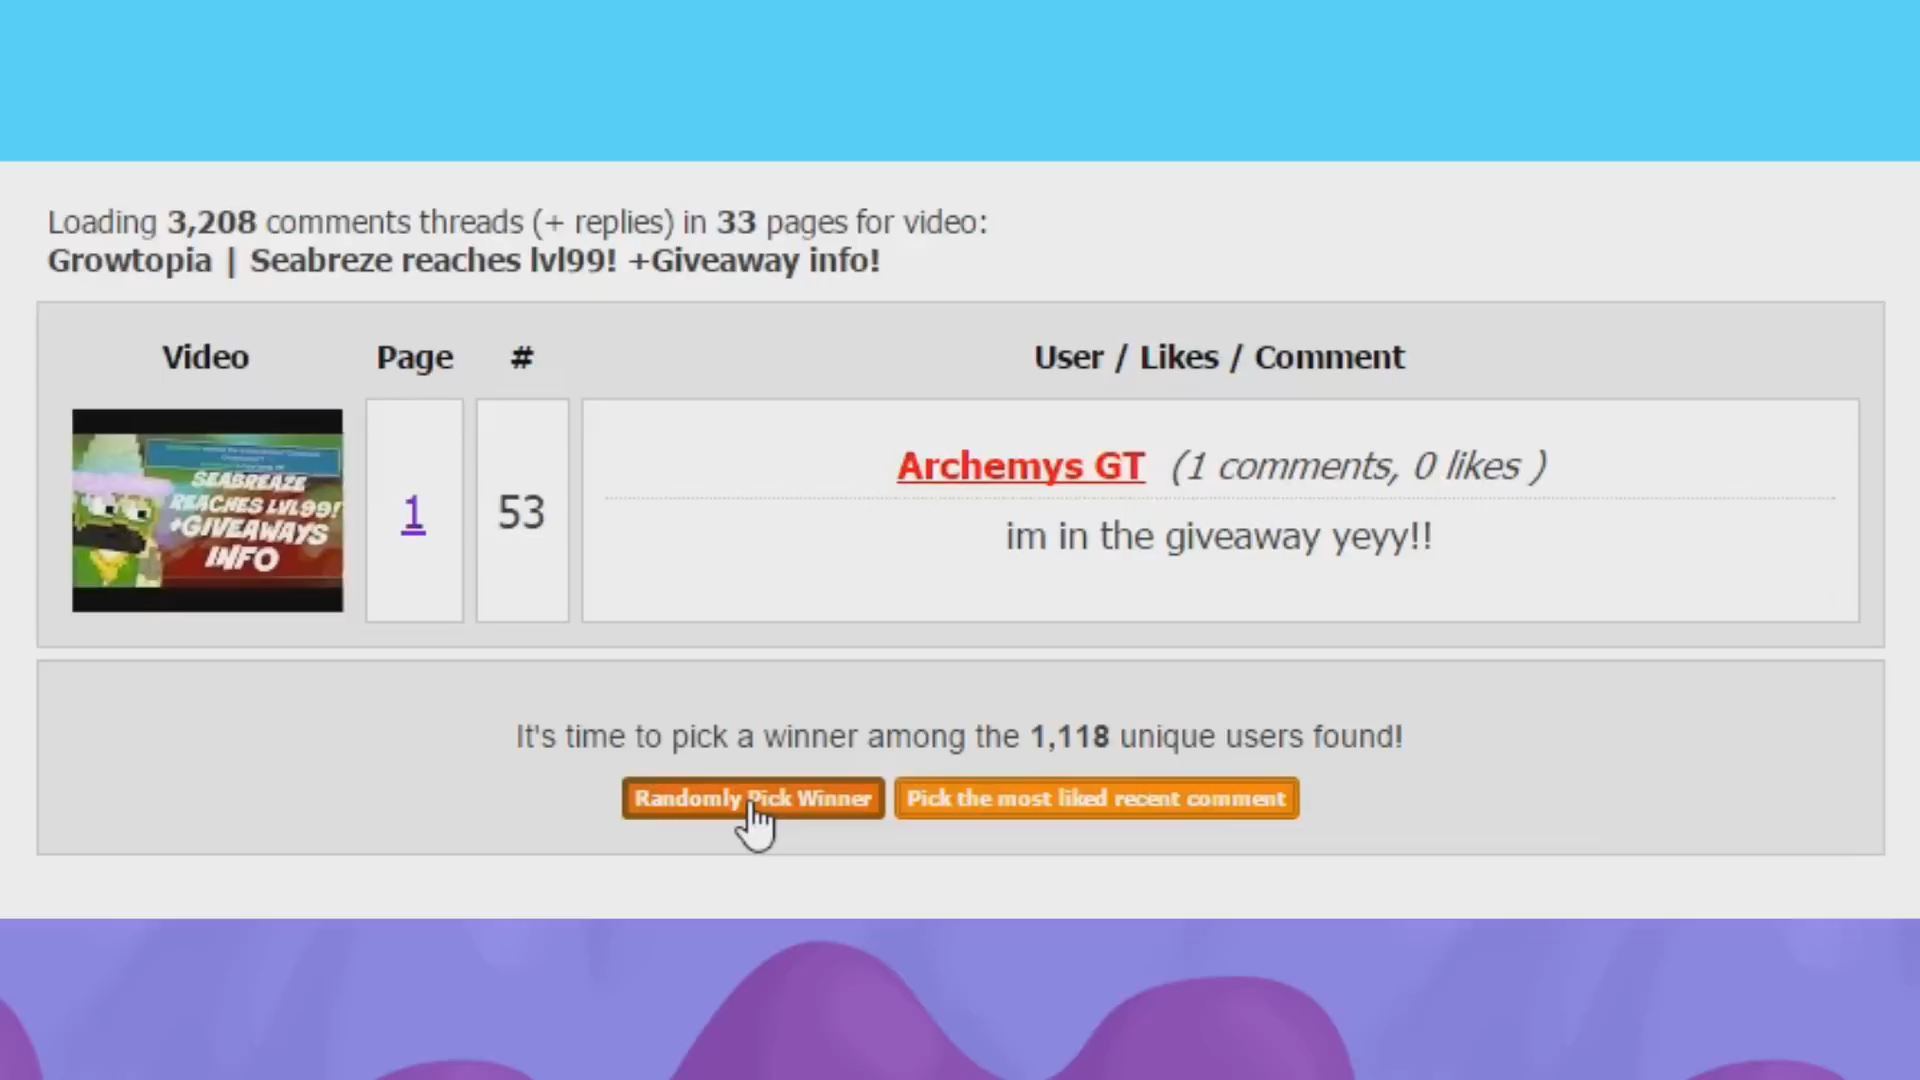 Loading 3,208 comments threads (+ replies) in 33 pages for video:
Growtopia | Seabreze reaches lvl99! +Giveaway info!
Video Page # User / Likes / Comment
SEABREAZE
REACHES LVL99!
+GIVEAWAYS
INFO
1 53
Archemys GT (1 comments, 0 likes )
im in the giveaway yeyy!!
It's time to pick a winner among the 1,118 unique users found!
Randomly Pick Winner Pick the most liked recent comment